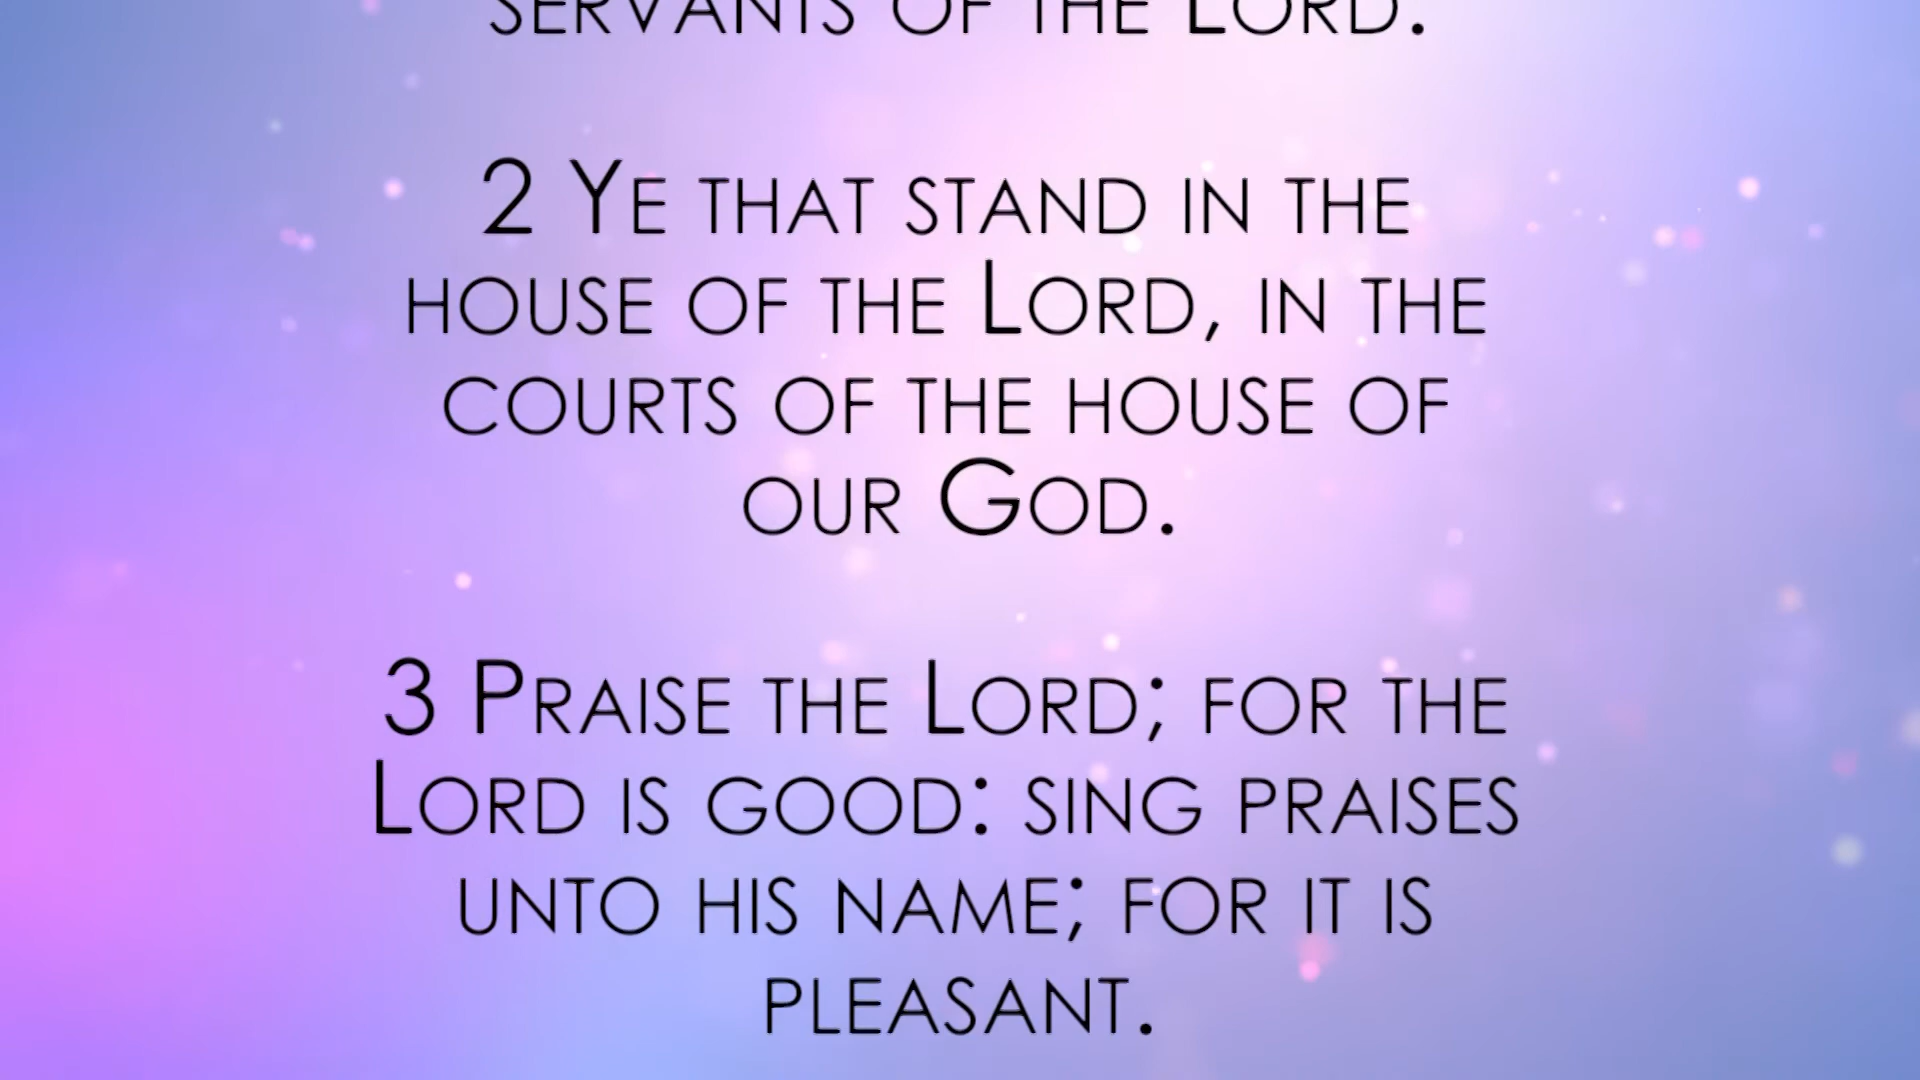 servants of the Lord.
2 Ye that stand in the
house of the Lord, in the
courts of the house of
our God.
3 Praise the Lord; for the
Lord is good: sing praises
unto his name; for it is
pleasant.